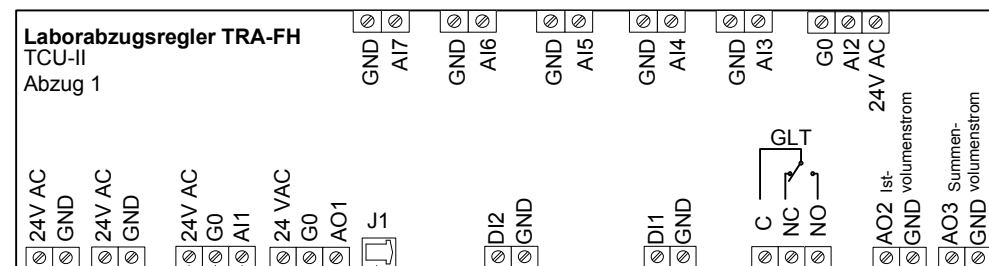 Laborabzugsregler TRA-FH
TCU-II
Abzug 1
GND
AI7
GND
AI6
GND
AI5
GND
AI4
GND
AI3
G0
AI2
24V AC
GLT
24V AC
GND
24V AC
GND
24V AC
G0
AI1
24 VAC
G0
AO1
J1
DI2
GND
DI1
GND
C
NC
NO
AO2 Ist-
volumenstrom
GND
AO3 Summen-
volumenstrom
GND